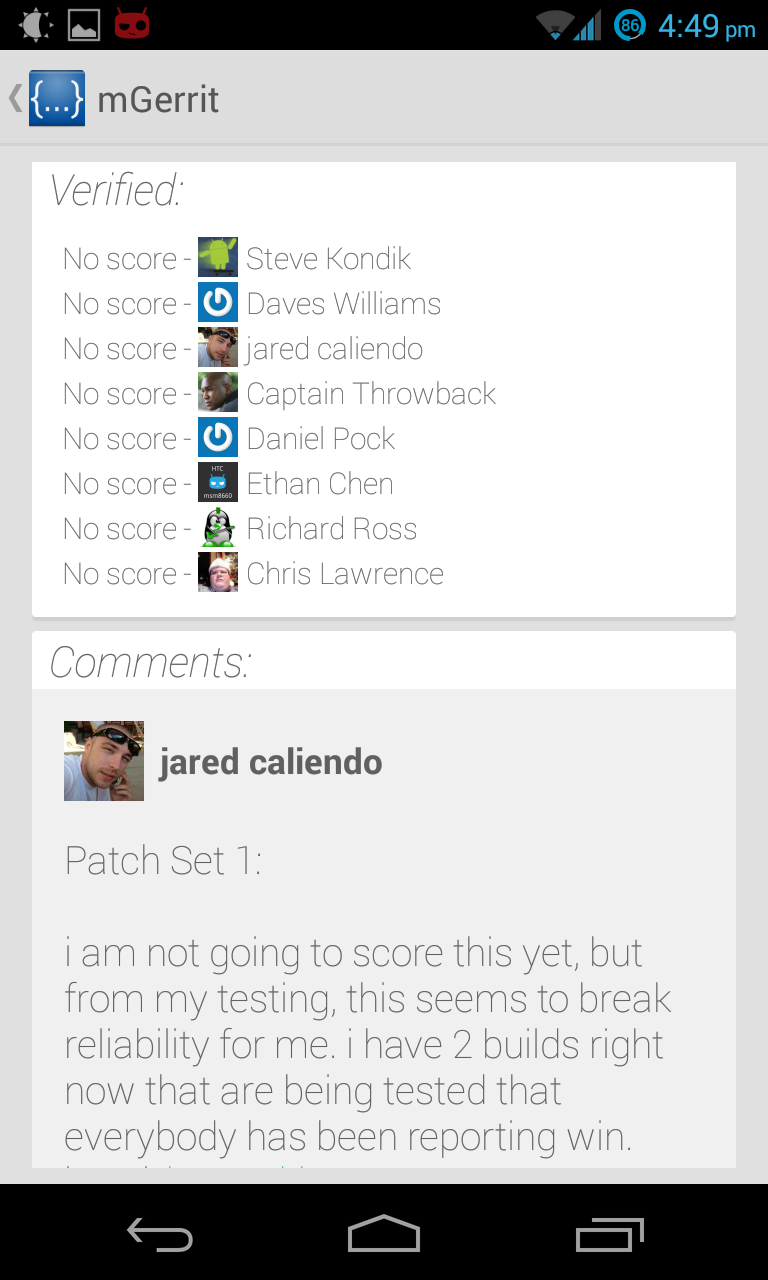 86 4:49 pm
{...} mGerrit
Verified:
No score - Steve Kondik
No score - Daves Williams
No score - jared caliendo
No score - Captain Throwback
No score - Daniel Pock
No score - HTC msm8660 Ethan Chen
No score - Richard Ross
No score - Chris Lawrence
Comments:
jared caliendo
Patch Set 1:
i am not going to score this yet, but
from my testing, this seems to break
reliability for me. i have 2 builds right
now that are being tested that
everybody has been reporting win.